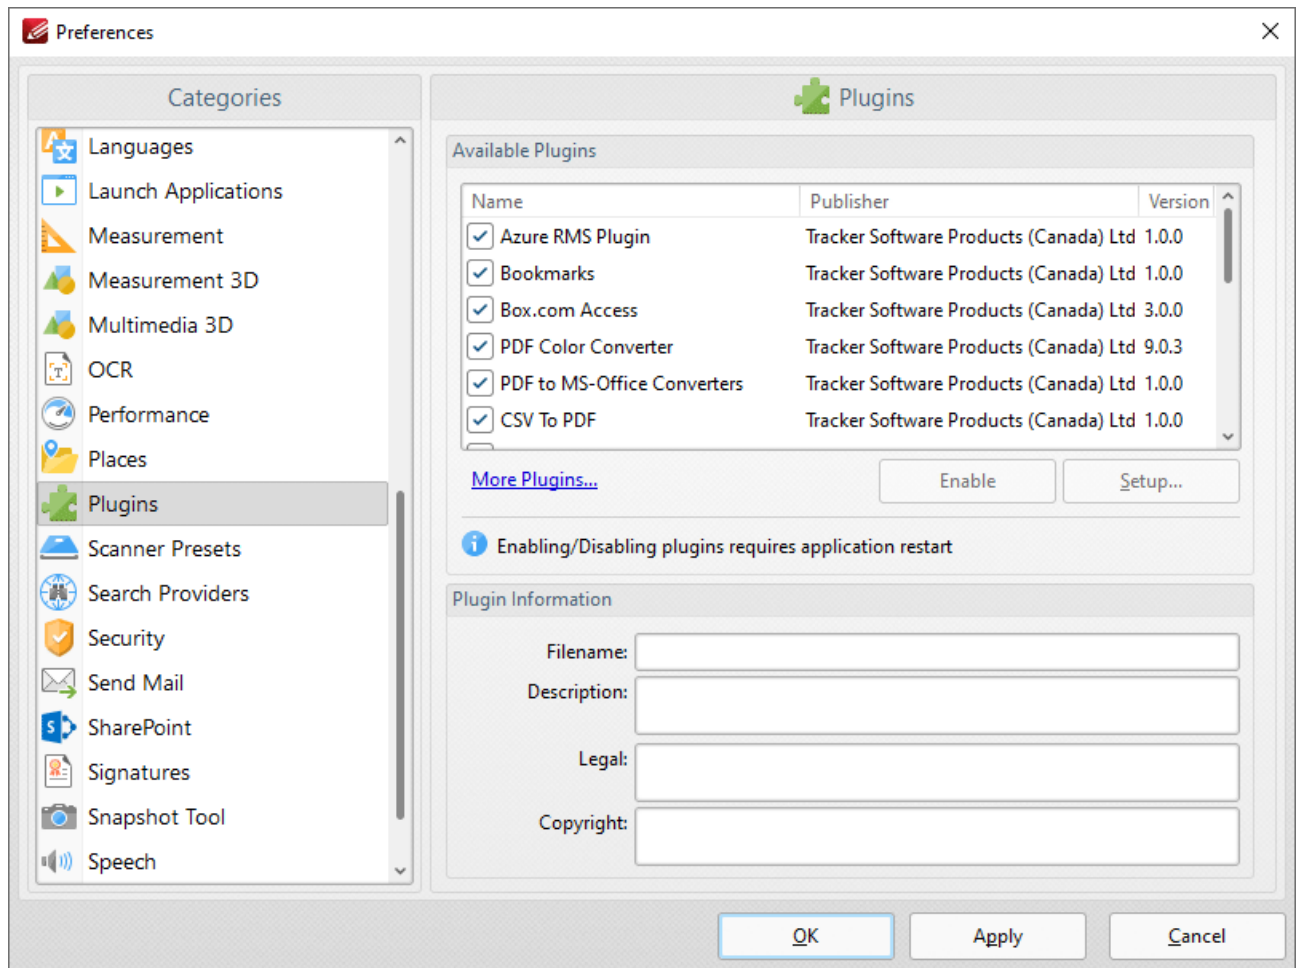 Preferences
Categories
Languages
Launch Applications
Measurement
Measurement 3D
Multimedia 3D
OCR
Performance
Places
Plugins
Scanner Presets
Search Providers
Security
Send Mail
SharePoint
Signatures
Snapshot Tool
Speech
Plugins
Available Plugins
Name Publisher Version
Azure RMS Plugin Tracker Software Products (Canada) Ltd 1.0.0
Bookmarks Tracker Software Products (Canada) Ltd 1.0.0
Box.com Access Tracker Software Products (Canada) Ltd 3.0.0
PDF Color Converter Tracker Software Products (Canada) Ltd 9.0.3
PDF to MS-Office Converters Tracker Software Products (Canada) Ltd 1.0.0
CSV To PDF Tracker Software Products (Canada) Ltd 1.0.0
More Plugins... Enable Setup...
Enabling/Disabling plugins requires application restart
Plugin Information
Filename:
Description:
Legal:
Copyright:
OK Apply Cancel